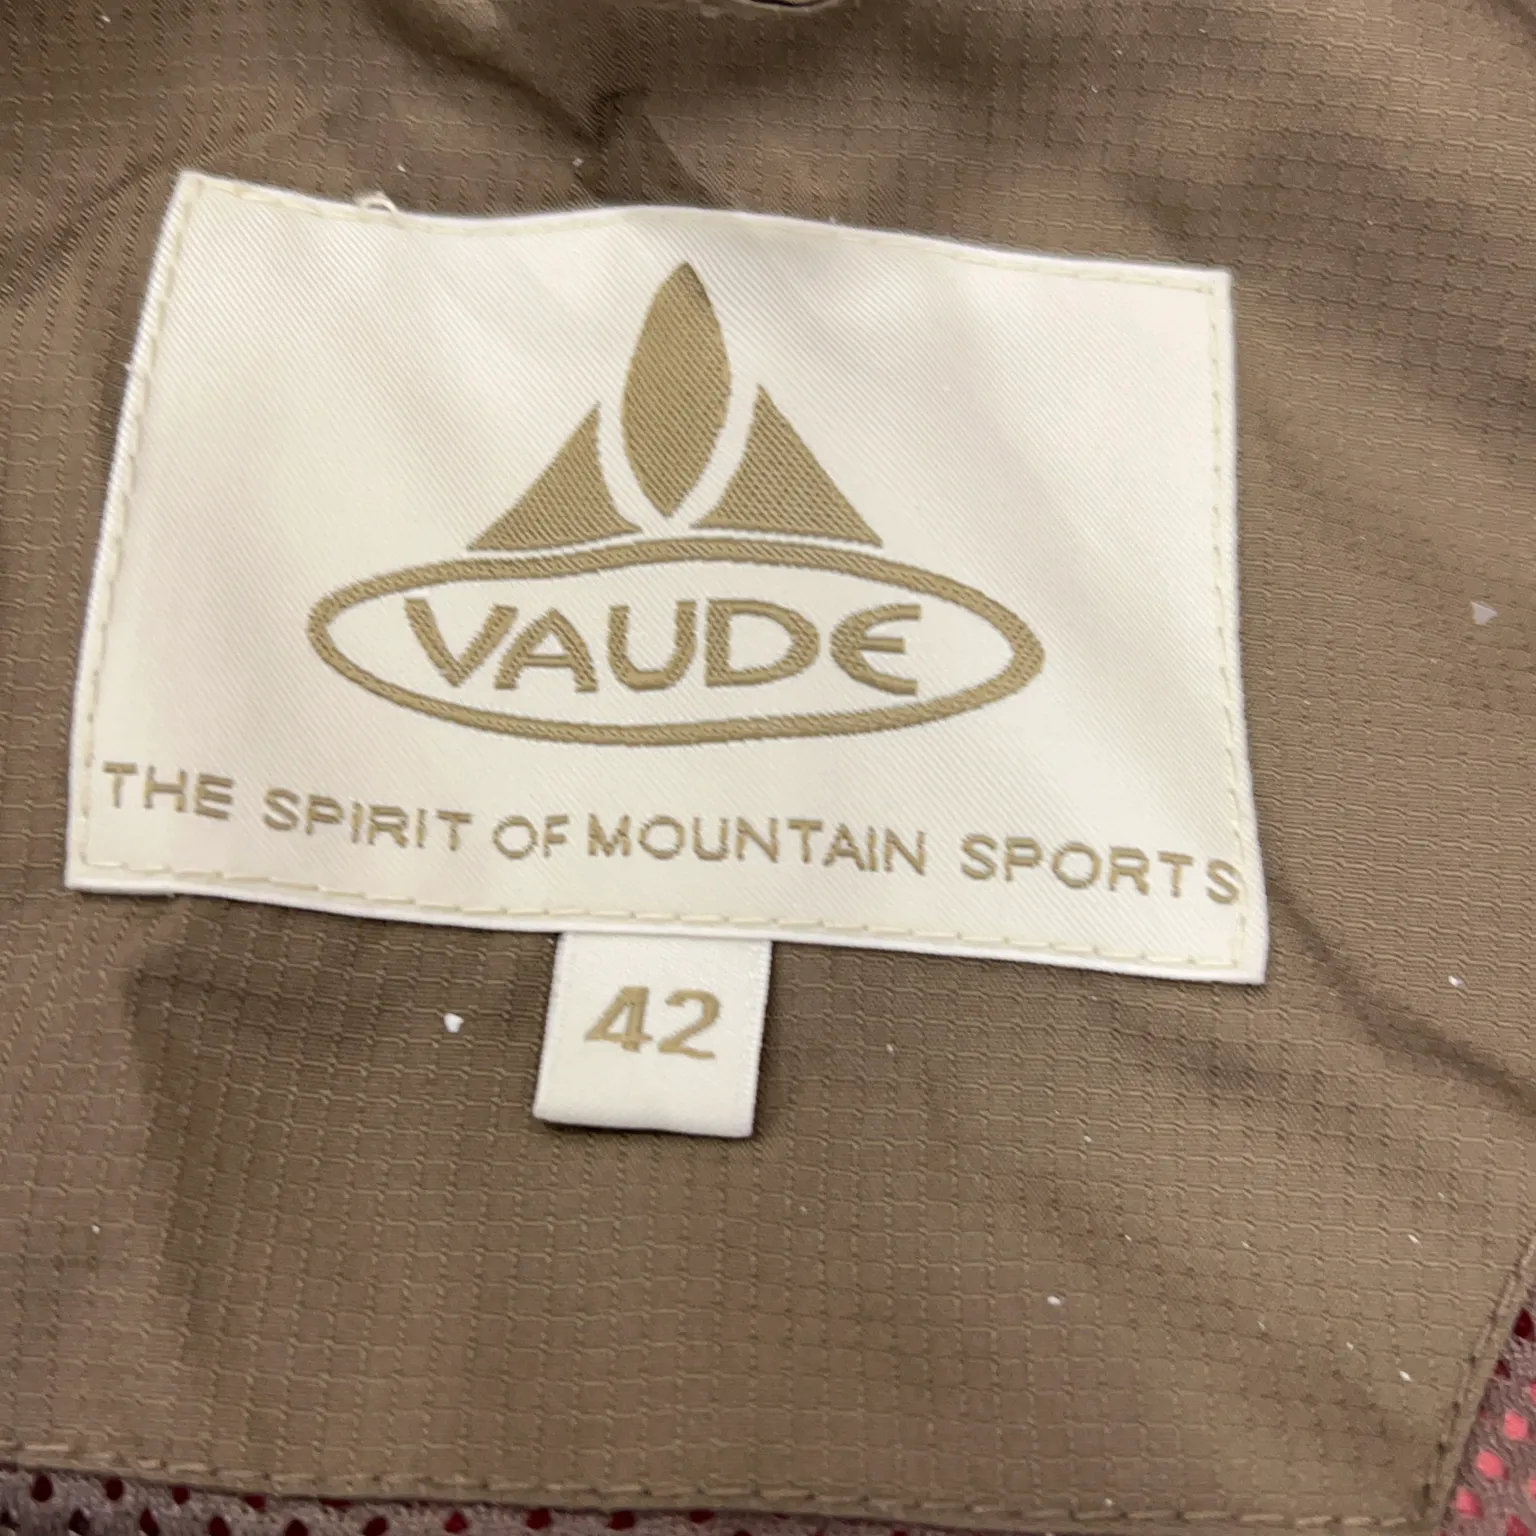 VAUDE
THE SPIRIT OF MOUNTAIN SPORTS
42